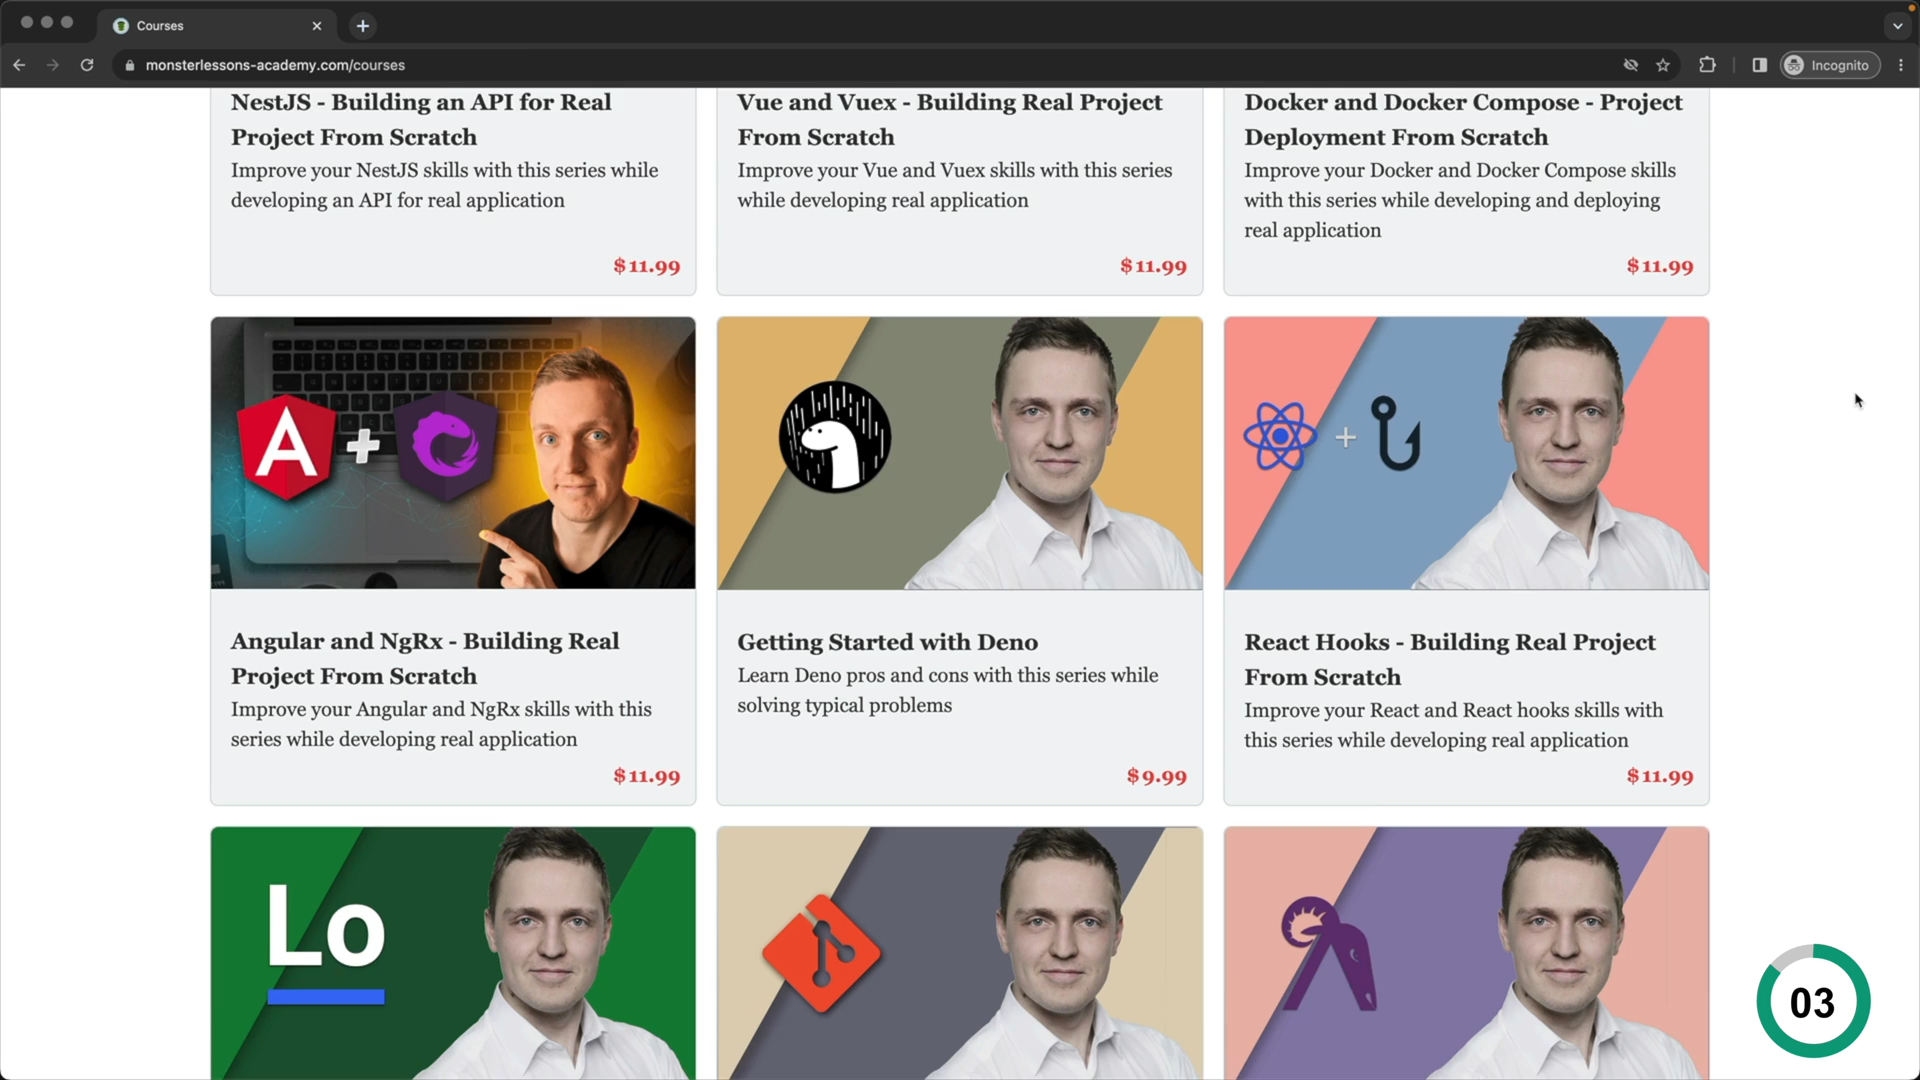 Courses
monsterlessons-academy.com/courses
Incognito
NestJS - Building an API for Real
Project From Scratch
Improve your NestJS skills with this series while
developing an API for real application
$11.99
Vue and Vuex - Building Real Project
From Scratch
Improve your Vue and Vuex skills with this series
while developing real application
$11.99
Docker and Docker Compose - Project
Deployment From Scratch
Improve your Docker and Docker Compose skills
with this series while developing and deploying
real application
$11.99
A
Angular and NgRx - Building Real
Project From Scratch
Improve your Angular and NgRx skills with this
series while developing real application
$11.99
Getting Started with Deno
Learn Deno pros and cons with this series while
solving typical problems
$9.99
React Hooks - Building Real Project
From Scratch
Improve your React and React hooks skills with
this series while developing real application
$11.99
Lo
03